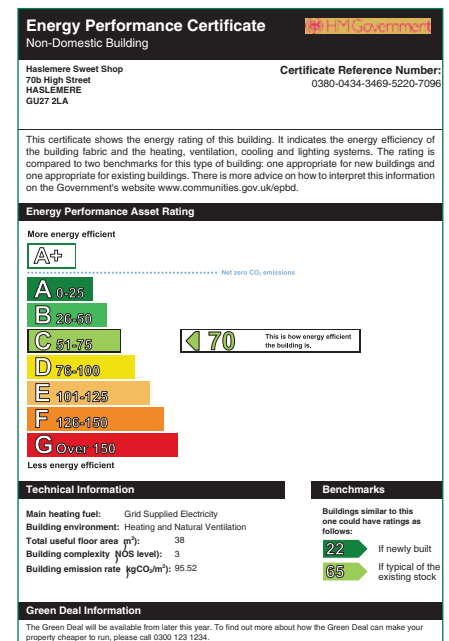 Energy Performance Certificate
Non-Domestic Building
HM Government
Haslemere Sweet Shop
70b High Street
HASLEMERE
GU27 2LA
Certificate Reference Number:
0380-0434-3469-5220-7096
This certificate shows the energy rating of this building. It indicates the energy efficiency of
the building fabric and the heating, ventilation, cooling and lighting systems. The rating is
compared to two benchmarks for this type of building: one appropriate for new buildings and
one appropriate for existing buildings. There is more advice on how to interpret this information
on the Government's website www.communities.gov.uk/epbd.
Energy Performance Asset Rating
More energy efficient
A+
Net zero CO₂ emissions
A 0-25
B 26-50
C 51-75
70
This is how energy efficient
the building is.
D 76-100
E 101-125
F 126-150
G Over 150
Less energy efficient
Technical Information
Main heating fuel: Grid Supplied Electricity
Building environment: Heating and Natural Ventilation
Total useful floor area (m²): 38
Building complexity (NOS level): 3
Building emission rate (kgCO₂/m²): 95.52
Benchmarks
Buildings similar to this
one could have ratings as
follows:
22 If newly built
65 If typical of the
existing stock
Green Deal Information
The Green Deal will be available from later this year. To find out more about how the Green Deal can make your
property cheaper to run, please call 0300 123 1234.